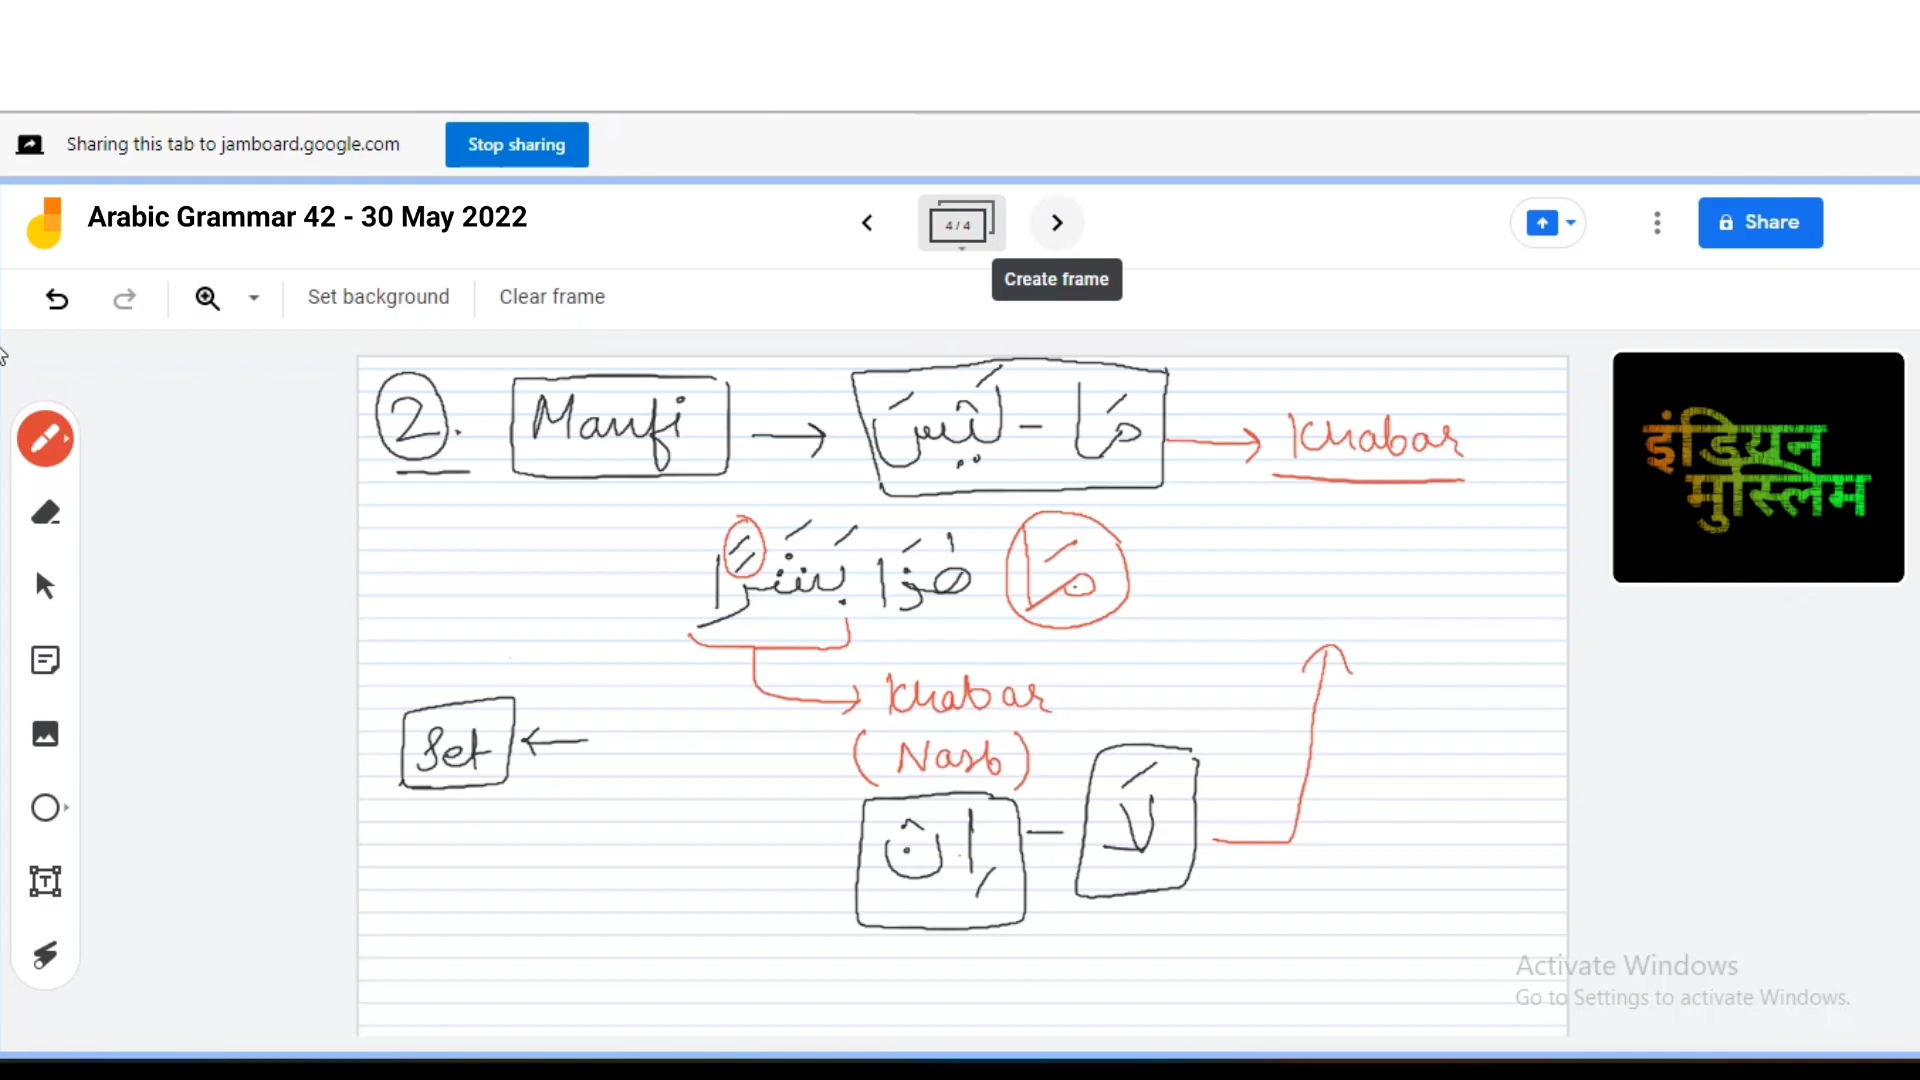 Sharing this tab to jamboard.google.com Stop sharing
Arabic Grammar 42 - 30 May 2022
4 / 4
Share
Create frame
Set background Clear frame
2. Manfi → مَا - لَيْسَ → Khabar
مَا هٰذَا بَشَرًا
Khabar
Set ←
(Nasb)
لَا - إِنْ
इंडियन
मुस्लिम
Activate Windows
Go to Settings to activate Windows.